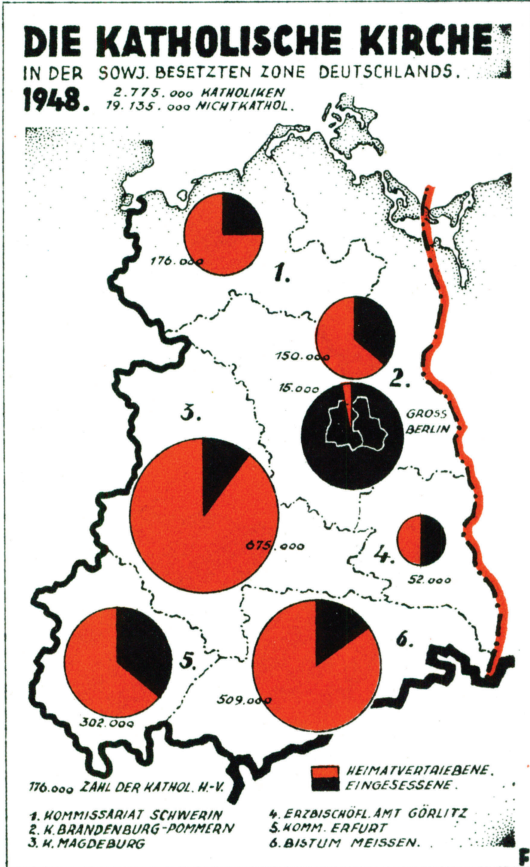 DIE KATHOLISCHE KIRCHE
IN DER SOWJ. BESETZTEN ZONE DEUTSCHLANDS.
1948. 2.775.000 KATHOLIKEN
19.135.000 NICHTKATHOL.
176.000
1.
150.000
2.
15.000
GROSS
BERLIN
3.
675.000
4.
52.000
5.
302.000
6.
509.000
HEIMATVERTRIEBENE.
EINGESESSENE.
176.000 ZAHL DER KATHOL. H.-V.
1. KOMMISSARIAT SCHWERIN
2. K. BRANDENBURG-POMMERN
3. K. MAGDEBURG
4. ERZBISCHÖFL. AMT GÖRLITZ
5. KOMM. ERFURT
6. BISTUM MEISSEN.
F